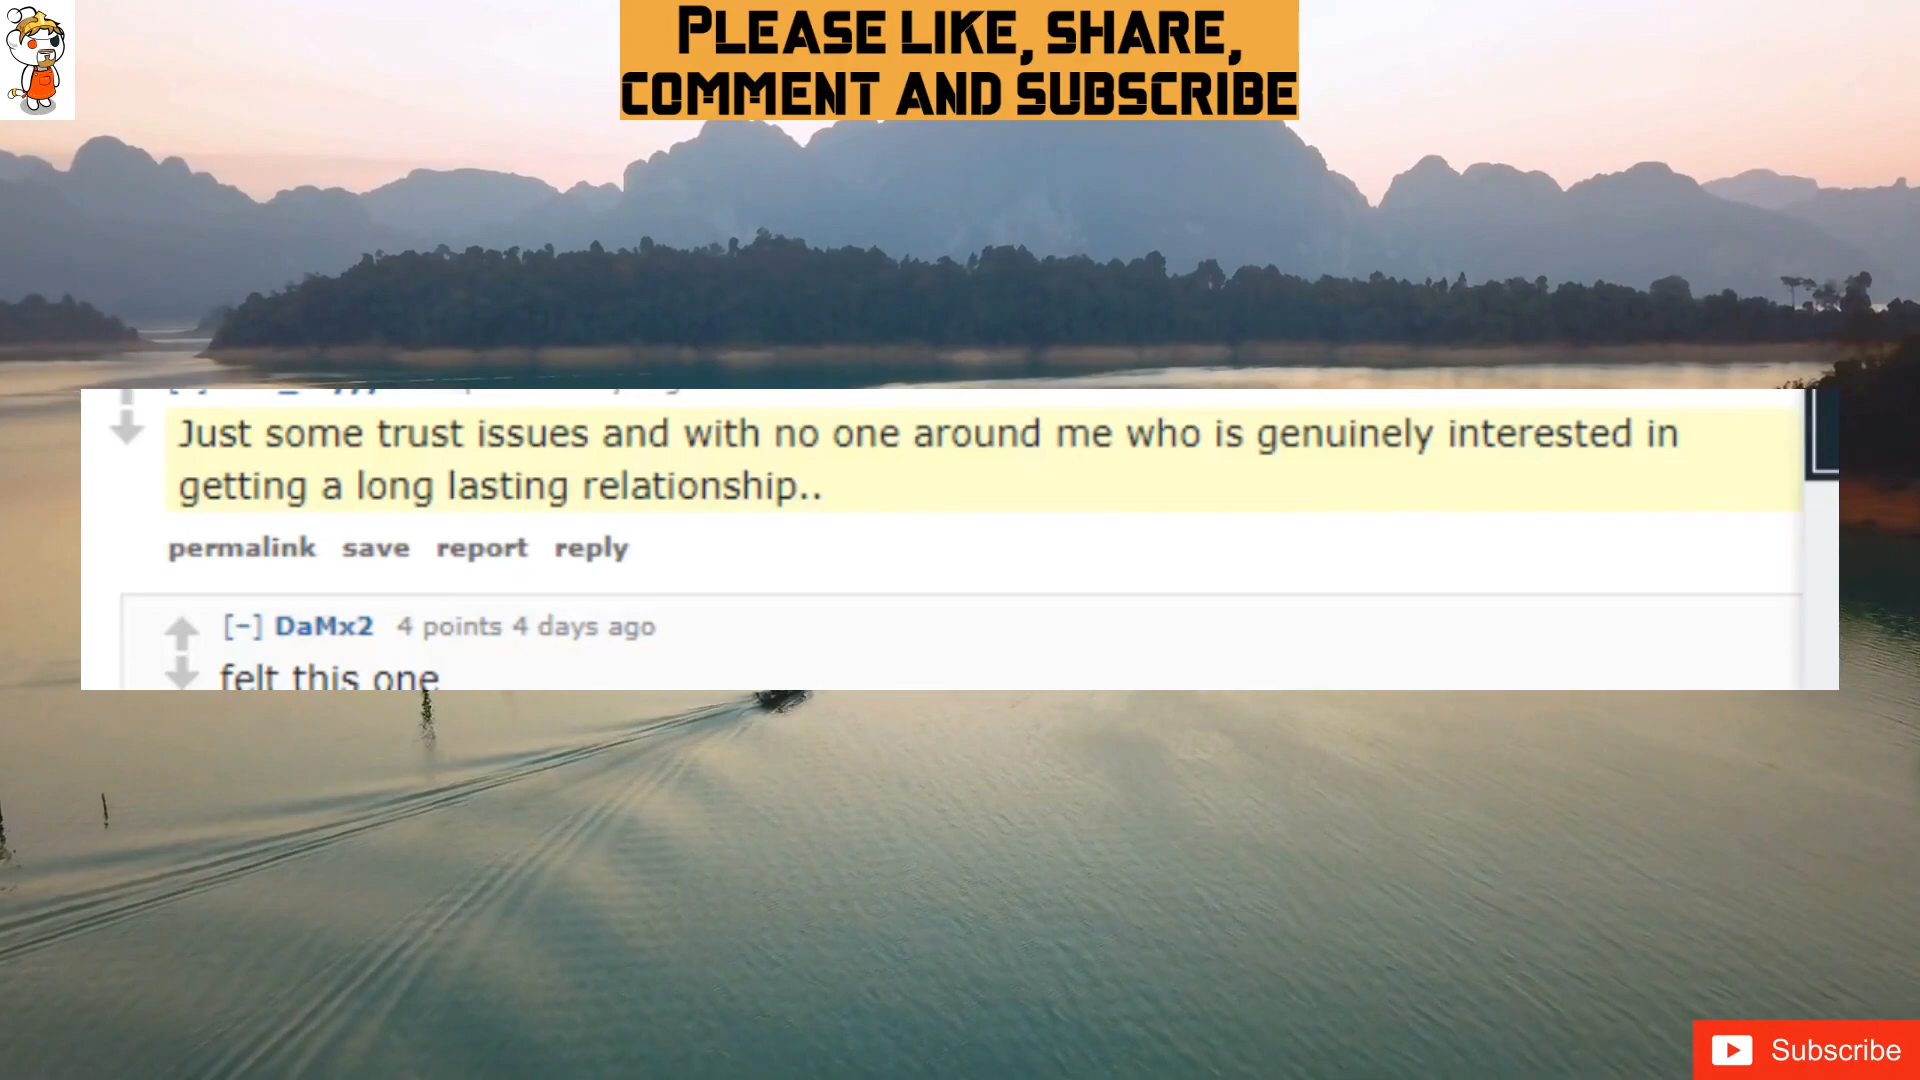 PLEASE LIKE, SHARE,
COMMENT AND SUBSCRIBE
Just some trust issues and with no one around me who is genuinely interested in
getting a long lasting relationship..
permalink save report reply
[-] DaMx2 4 points 4 days ago
felt this one
Subscribe